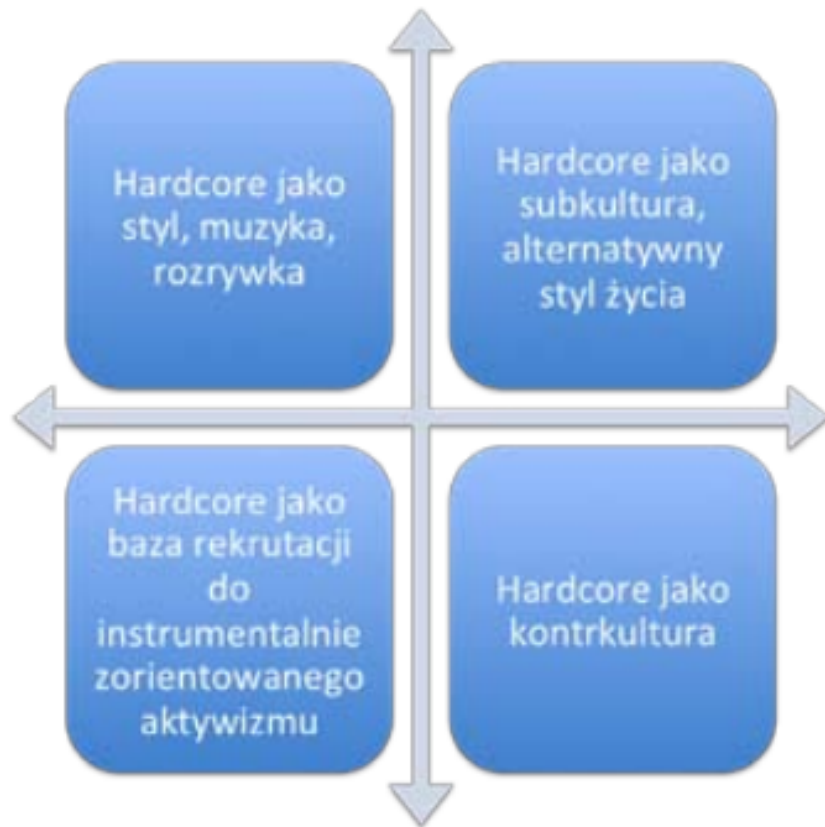 Hardcore jako
styl, muzyka,
rozrywka
Hardcore jako
subkultura,
alternatywny
styl życia
Hardcore jako
baza rekrutacji
do
instrumentalnie
zorientowanego
aktywizmu
Hardcore jako
kontrkultura